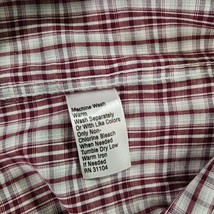 Machine Wash
Warm
Wash Separately
Or With Like Colors
Only Non-
Chlorine Bleach
When Needed
Tumble Dry Low
Warm Iron
If Needed
RN 31104